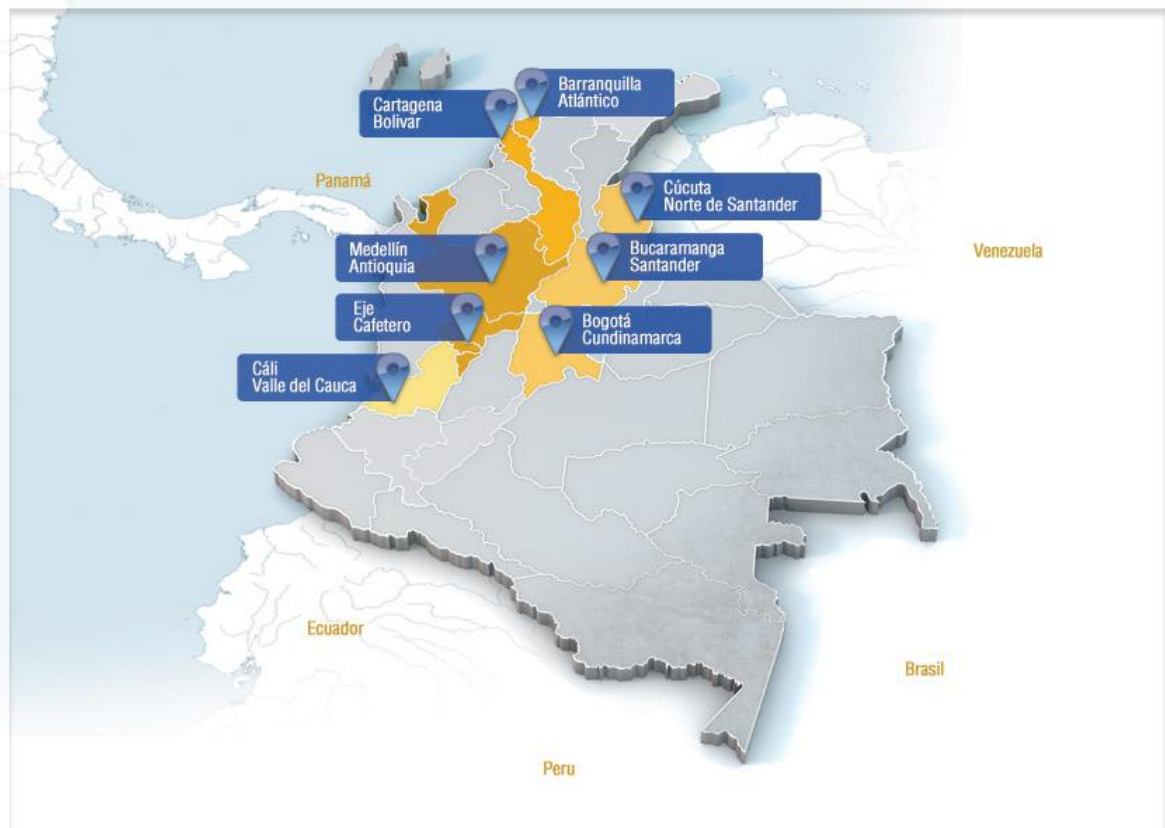 Barranquilla
Atlántico
Cartagena
Bolivar
Panamá
Cúcuta
Norte de Santander
Medellín
Antioquia
Bucaramanga
Santander
Venezuela
Eje
Cafetero
Bogotá
Cundinamarca
Cáli
Valle del Cauca
Ecuador
Brasil
Peru